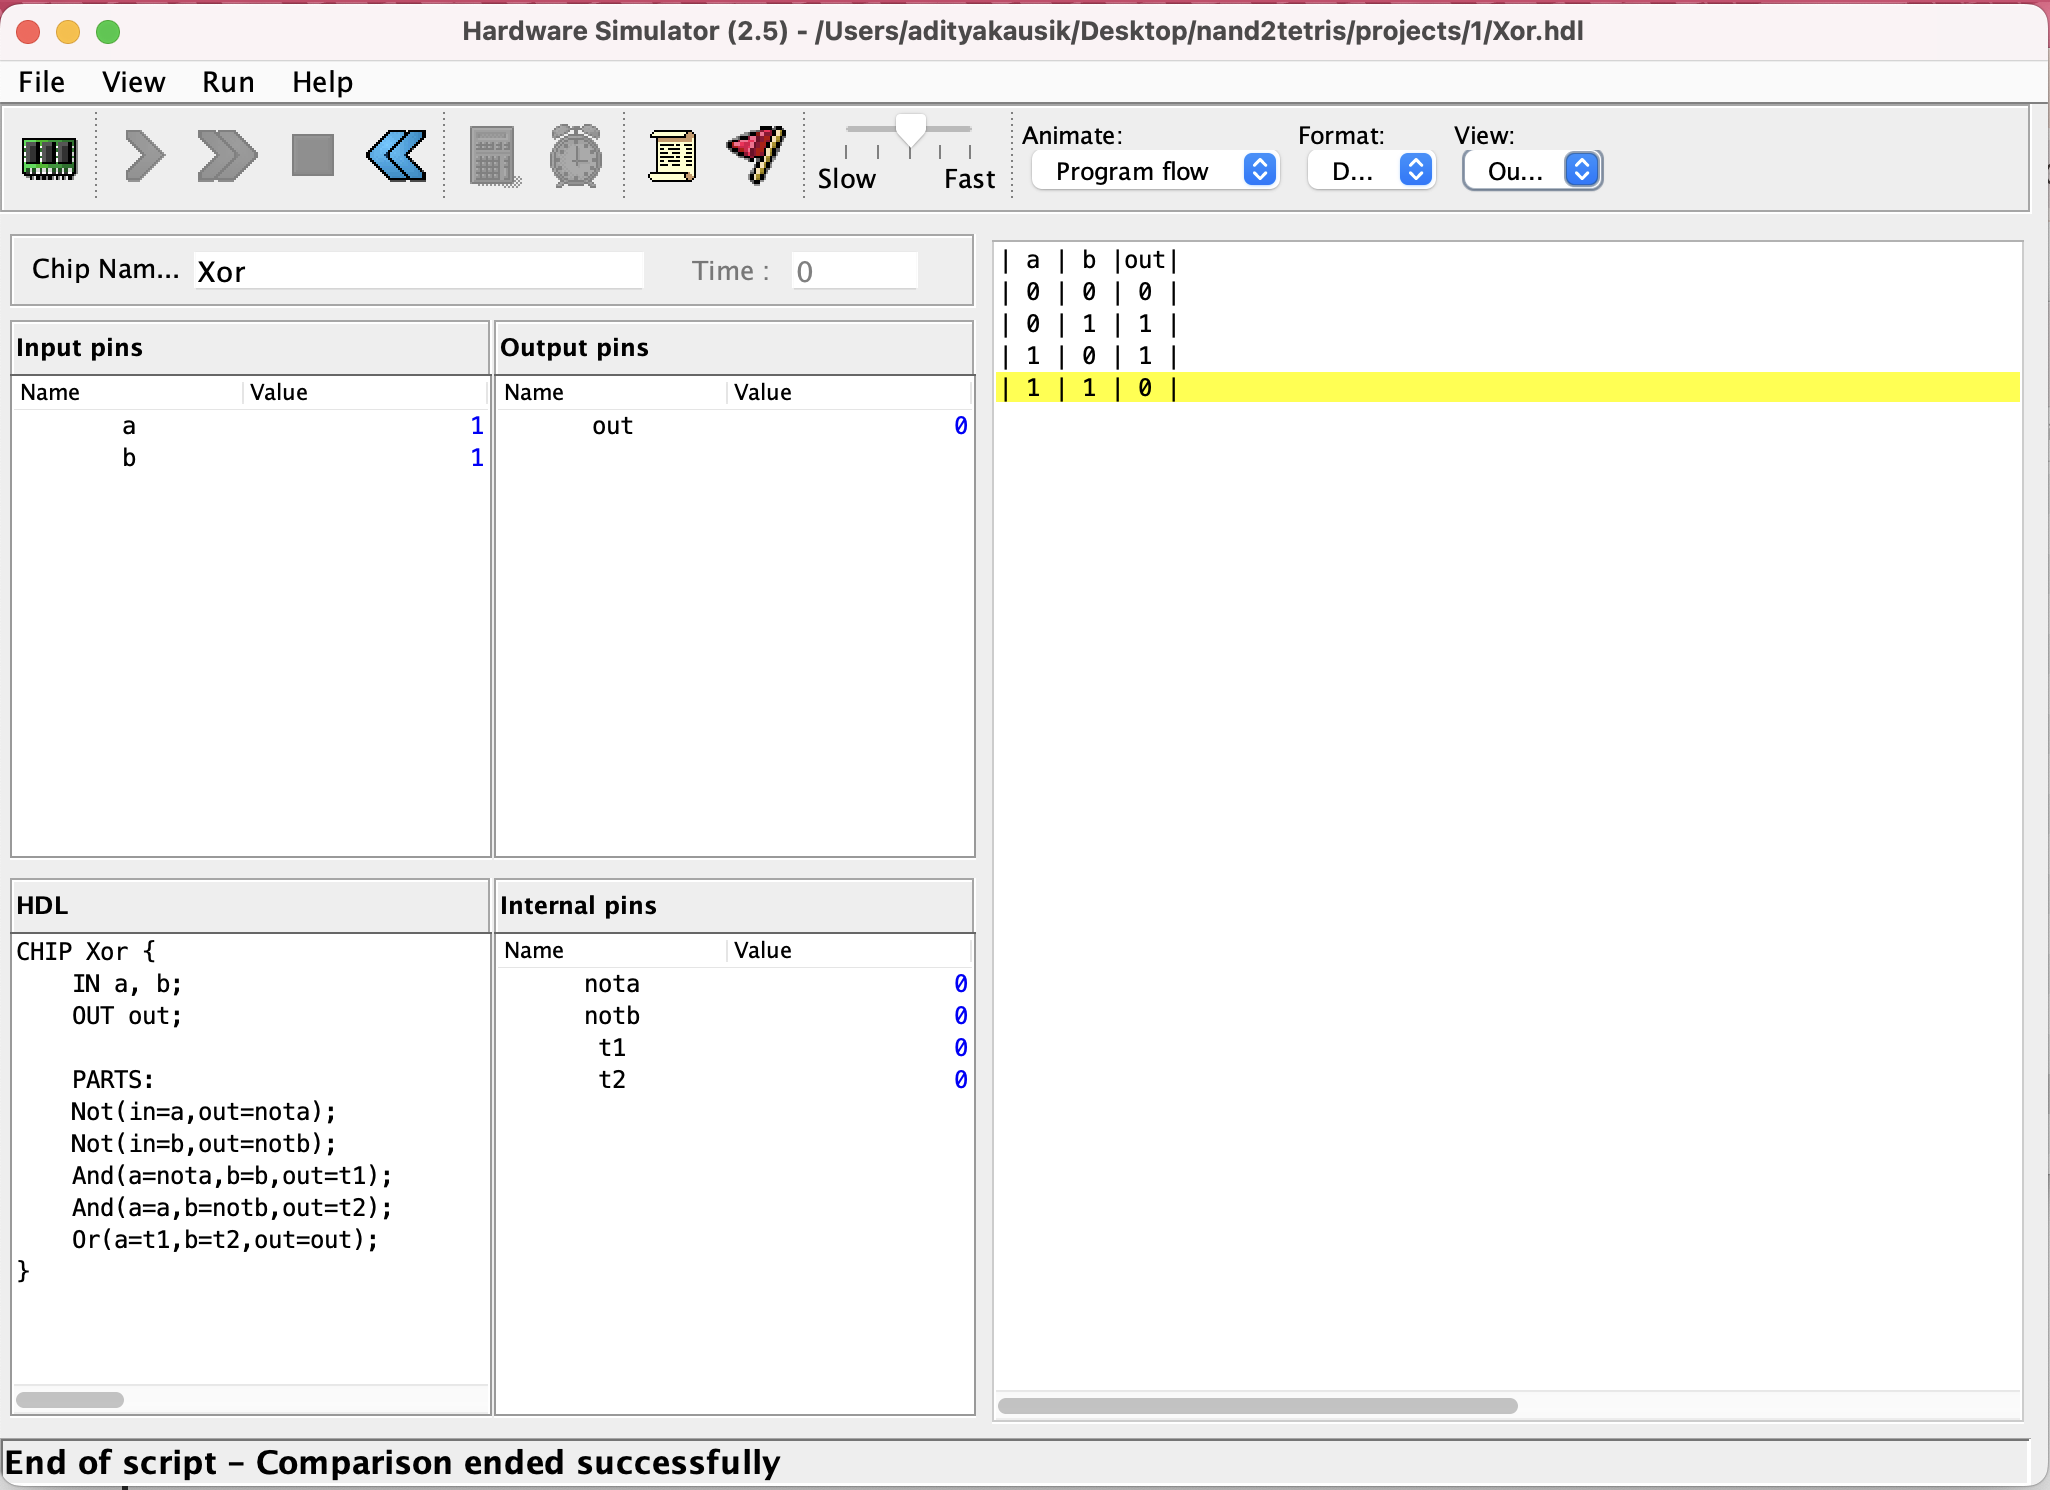 Hardware Simulator (2.5) - /Users/adityakausik/Desktop/nand2tetris/projects/1/Xor.hdl
File View Run Help
Slow Fast
Animate: Format: View:
Program flow D... Ou...
Chip Nam... Xor Time : 0
Input pins
Name Value
a 1
b 1
Output pins
Name Value
out 0
HDL
CHIP Xor {
    IN a, b;
    OUT out;
    PARTS:
    Not(in=a,out=nota);
    Not(in=b,out=notb);
    And(a=nota,b=b,out=t1);
    And(a=a,b=notb,out=t2);
    Or(a=t1,b=t2,out=out);
}
Internal pins
Name Value
nota 0
notb 0
t1 0
t2 0
| a | b |out|
| 0 | 0 | 0 |
| 0 | 1 | 1 |
| 1 | 0 | 1 |
| 1 | 1 | 0 |
End of script – Comparison ended successfully